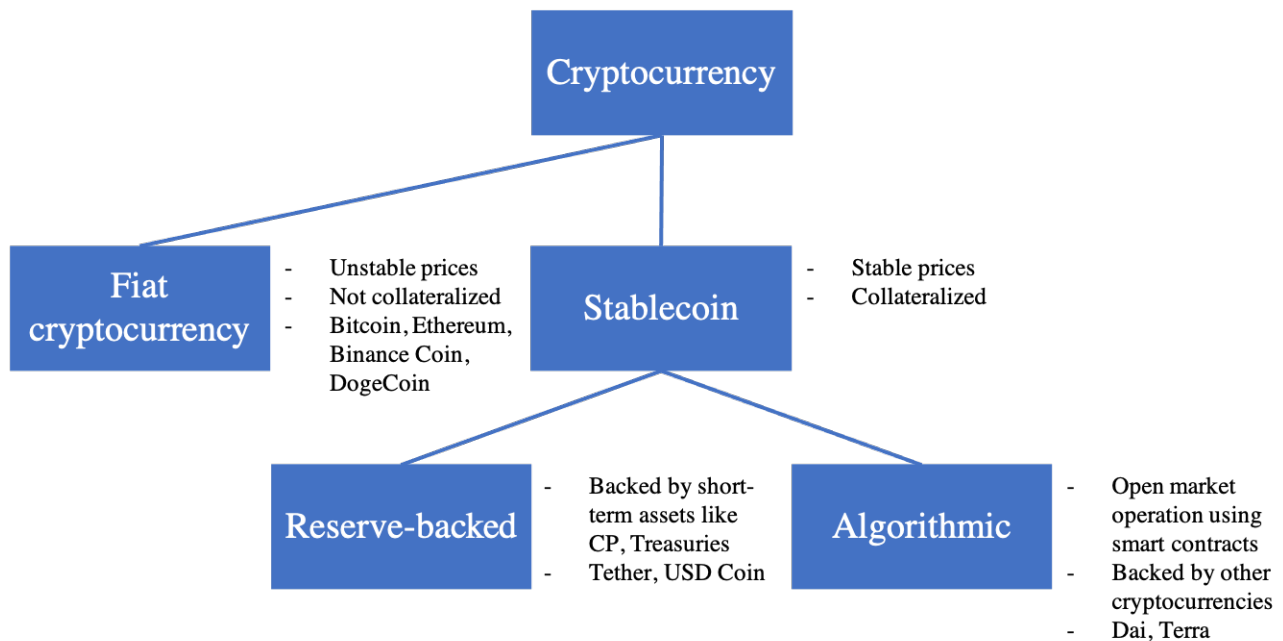 Cryptocurrency
Fiat
cryptocurrency
- Unstable prices
- Not collateralized
- Bitcoin, Ethereum,
Binance Coin,
DogeCoin
Stablecoin
- Stable prices
- Collateralized
Reserve-backed
- Backed by short-
term assets like
CP, Treasuries
- Tether, USD Coin
Algorithmic
- Open market
operation using
smart contracts
- Backed by other
cryptocurrencies
- Dai, Terra